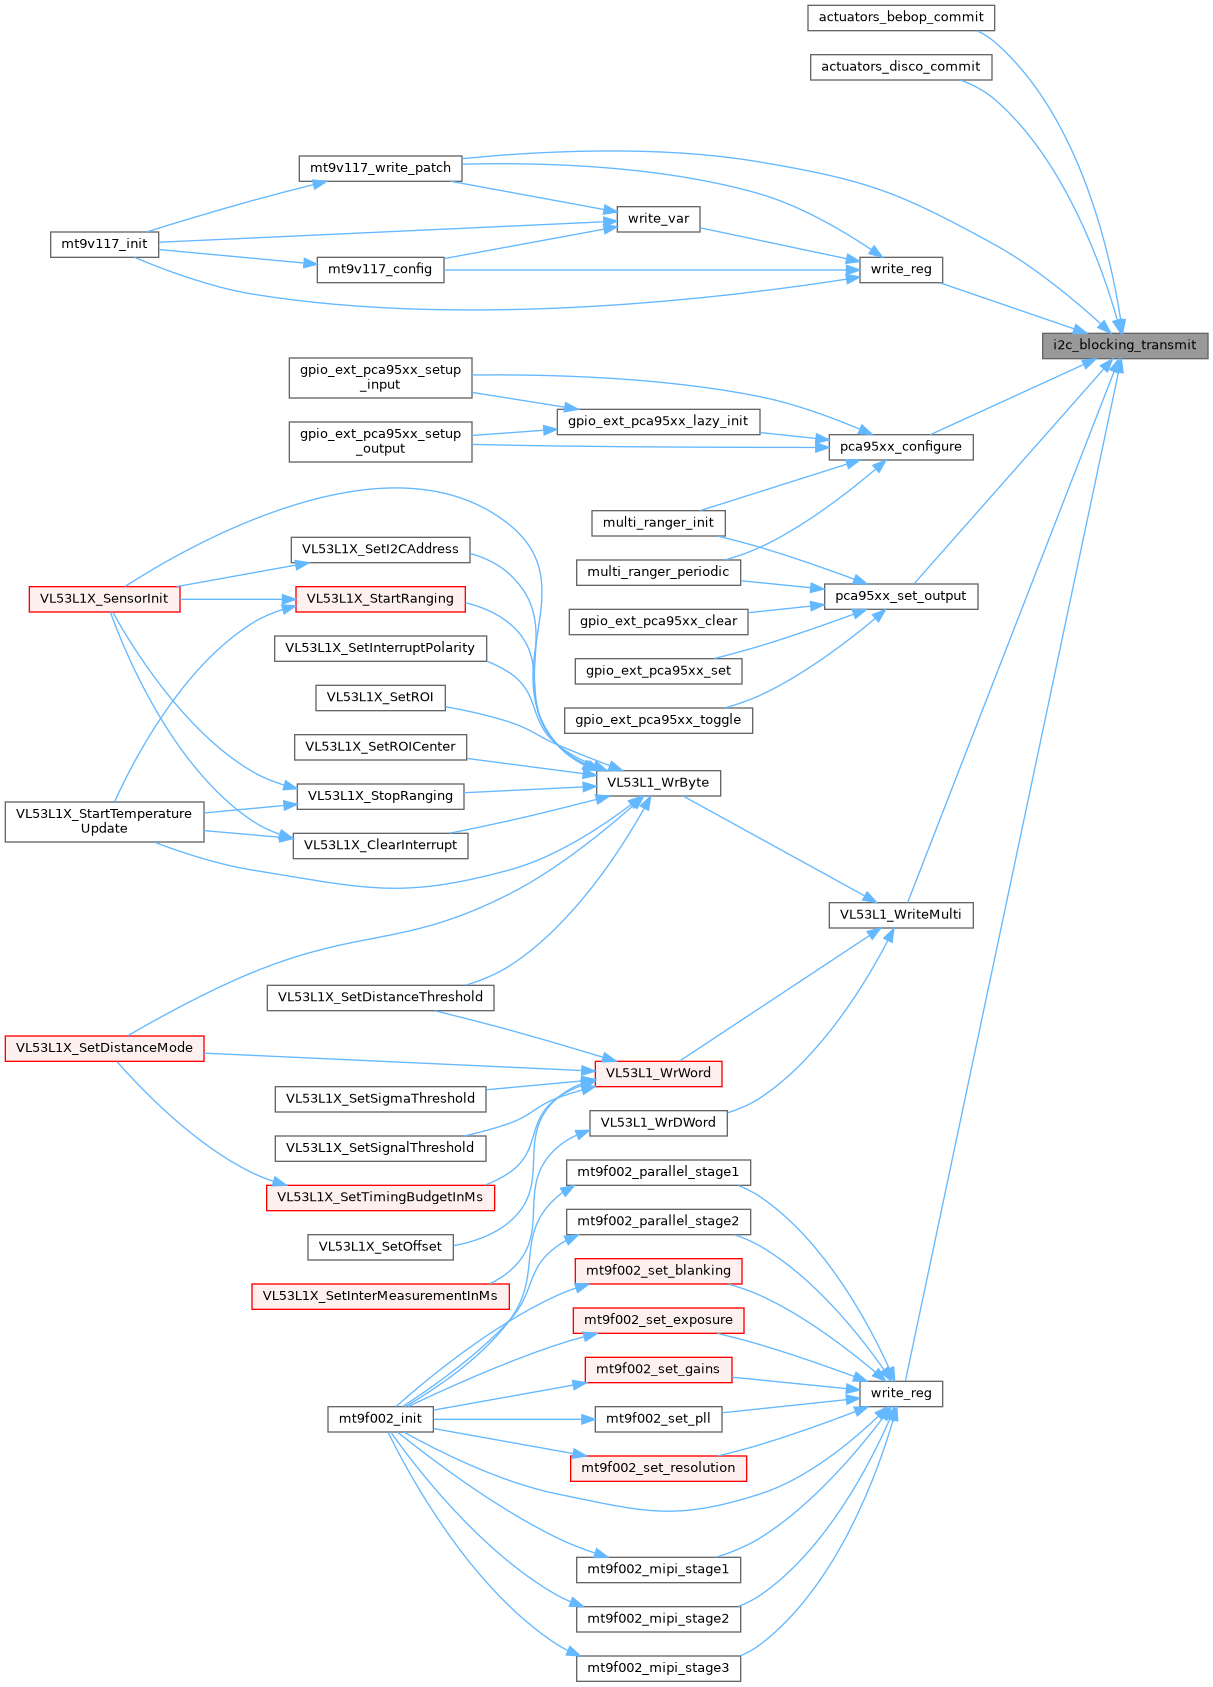 actuators_bebop_commit
actuators_disco_commit
mt9v117_write_patch
write_var
mt9v117_init
mt9v117_config
write_reg
i2c_blocking_transmit
gpio_ext_pca95xx_setup
_input
gpio_ext_pca95xx_lazy_init
gpio_ext_pca95xx_setup
_output
pca95xx_configure
multi_ranger_init
VL53L1X_SetI2CAddress
multi_ranger_periodic
VL53L1X_SensorInit
VL53L1X_StartRanging
pca95xx_set_output
gpio_ext_pca95xx_clear
VL53L1X_SetInterruptPolarity
gpio_ext_pca95xx_set
VL53L1X_SetROI
gpio_ext_pca95xx_toggle
VL53L1X_SetROICenter
VL53L1_WrByte
VL53L1X_StopRanging
VL53L1X_StartTemperature
Update
VL53L1X_ClearInterrupt
VL53L1_WriteMulti
VL53L1X_SetDistanceThreshold
VL53L1X_SetDistanceMode
VL53L1_WrWord
VL53L1X_SetSigmaThreshold
VL53L1_WrDWord
VL53L1X_SetSignalThreshold
mt9f002_parallel_stage1
VL53L1X_SetTimingBudgetInMs
mt9f002_parallel_stage2
VL53L1X_SetOffset
mt9f002_set_blanking
VL53L1X_SetInterMeasurementInMs
mt9f002_set_exposure
mt9f002_set_gains
write_reg
mt9f002_init
mt9f002_set_pll
mt9f002_set_resolution
mt9f002_mipi_stage1
mt9f002_mipi_stage2
mt9f002_mipi_stage3